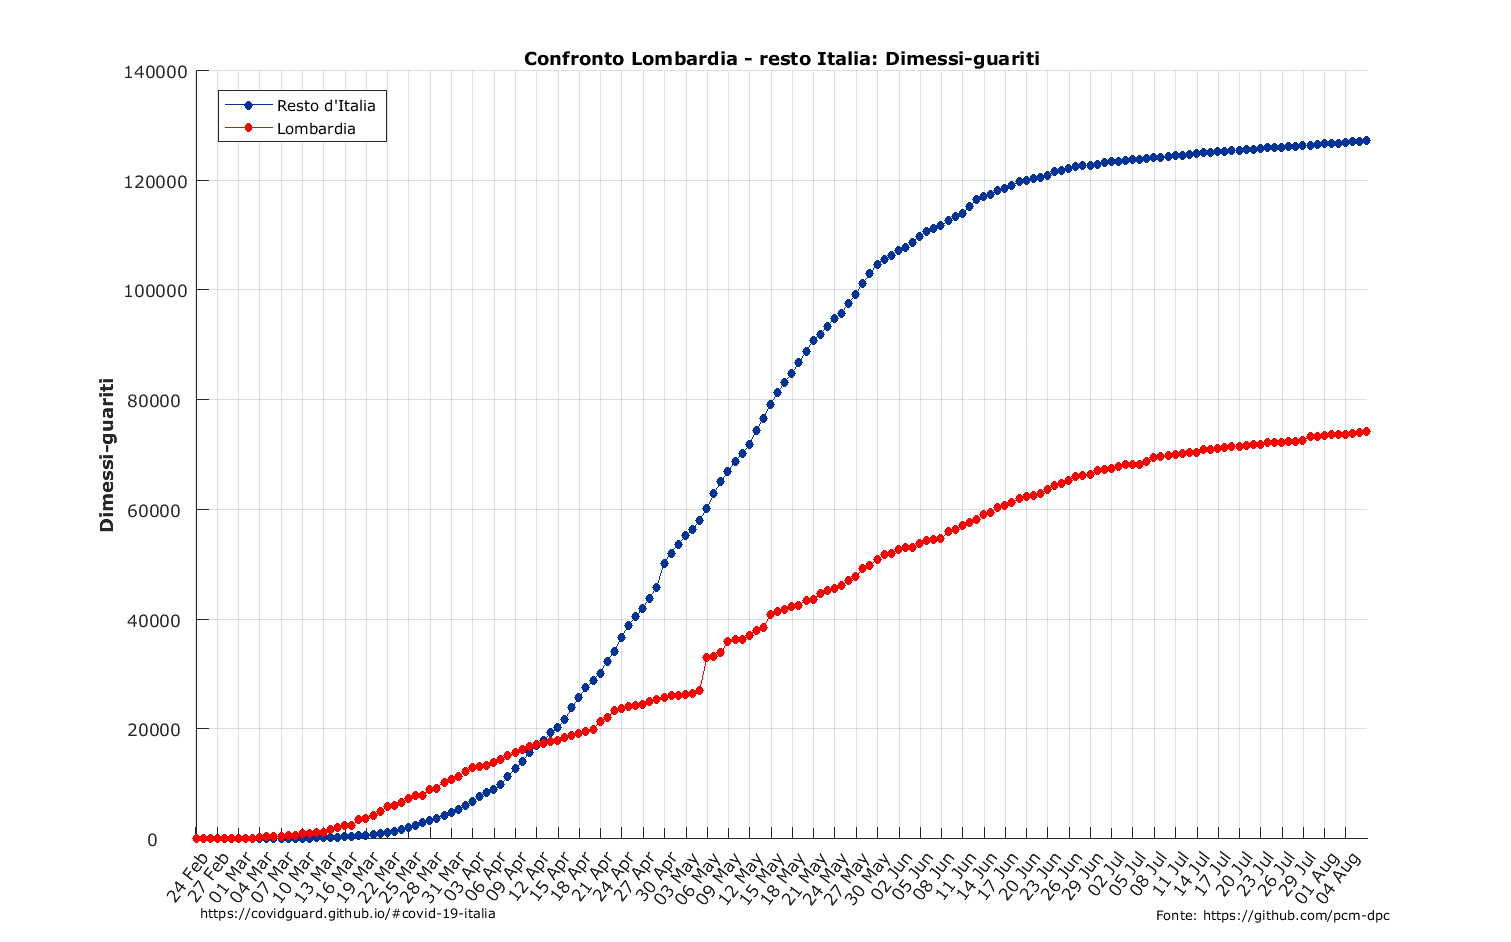 Confronto Lombardia - resto Italia: Dimessi-guariti
140000
120000
100000
80000
60000
40000
20000
0
Dimessi-guariti
Resto d'Italia
Lombardia
24 Feb
27 Feb
01 Mar
04 Mar
07 Mar
10 Mar
13 Mar
16 Mar
19 Mar
22 Mar
25 Mar
28 Mar
31 Mar
03 Apr
06 Apr
09 Apr
12 Apr
15 Apr
18 Apr
21 Apr
24 Apr
27 Apr
30 Apr
03 May
06 May
09 May
12 May
15 May
18 May
21 May
24 May
27 May
30 May
02 Jun
05 Jun
08 Jun
11 Jun
14 Jun
17 Jun
20 Jun
23 Jun
26 Jun
29 Jun
02 Jul
05 Jul
08 Jul
11 Jul
14 Jul
17 Jul
20 Jul
23 Jul
26 Jul
29 Jul
01 Aug
04 Aug
https://covidguard.github.io/#covid-19-italia
Fonte: https://github.com/pcm-dpc